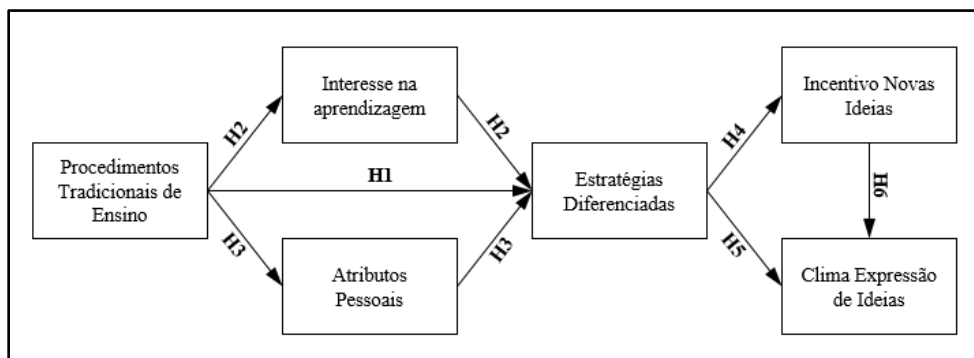 Interesse na
aprendizagem
Incentivo Novas
Ideias
H2
H2
H4
Procedimentos
Tradicionais de
Ensino
H1
Estratégias
Diferenciadas
H6
H3
H3
H5
Atributos
Pessoais
Clima Expressão
de Ideias